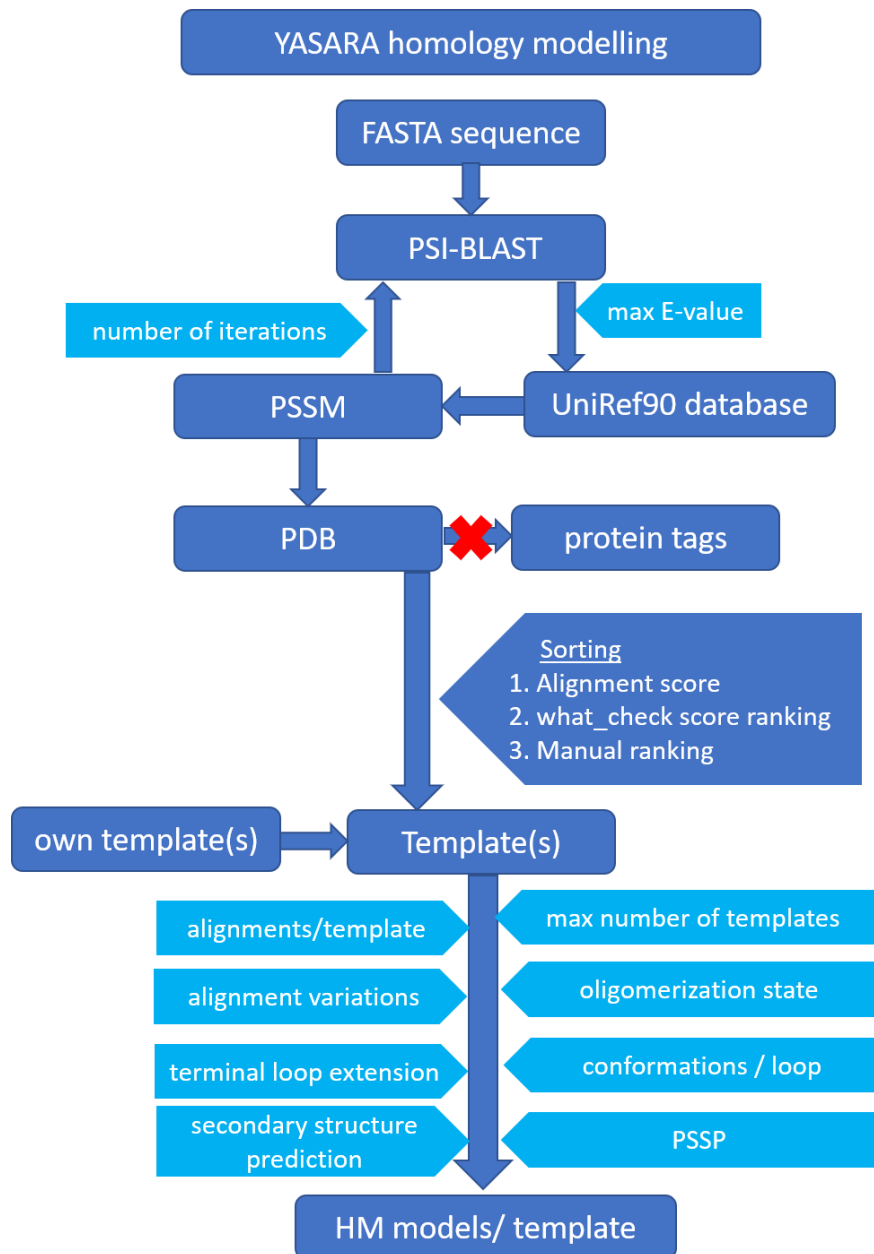 YASARA homology modelling
FASTA sequence
PSI-BLAST
number of iterations
max E-value
PSSM
UniRef90 database
PDB
protein tags
Sorting
1. Alignment score
2. what_check score ranking
3. Manual ranking
own template(s)
Template(s)
alignments/template
max number of templates
alignment variations
oligomerization state
terminal loop extension
conformations / loop
secondary structure
prediction
PSSP
HM models/ template